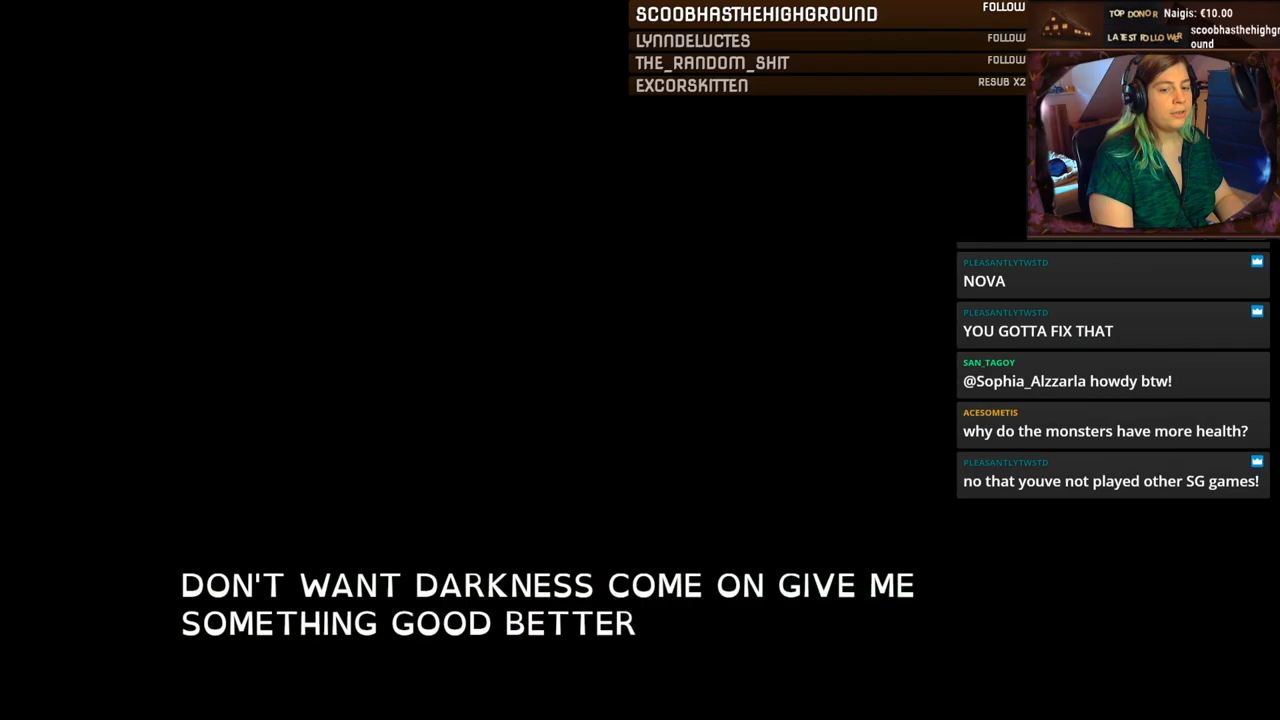 SCOOBHASTHEHIGHGROUND FOLLOW
LYNNDELUCTES FOLLOW
THE_RANDOM_SHIT FOLLOW
EXCORSKITTEN RESUB X2
TOP DONOR Naigis: €10.00
LATEST FOLLOWER scoobhasthehighgr
ound
PLEASANTLYTWSTD
NOVA
PLEASANTLYTWSTD
YOU GOTTA FIX THAT
SAN_TAGOY
@Sophia_Alzzarla howdy btw!
ACESOMETIS
why do the monsters have more health?
PLEASANTLYTWSTD
no that youve not played other SG games!
DON'T WANT DARKNESS COME ON GIVE ME
SOMETHING GOOD BETTER